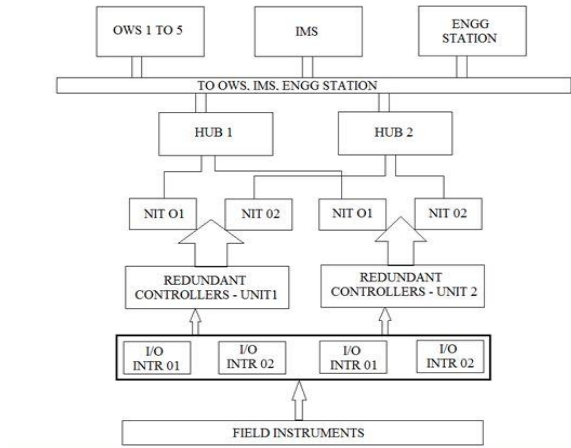 OWS 1 TO 5
IMS
ENGG
STATION
TO OWS, IMS, ENGG STATION
HUB 1
HUB 2
NIT O1
NIT 02
NIT O1
NIT 02
REDUNDANT
CONTROLLERS - UNIT1
REDUNDANT
CONTROLLERS - UNIT 2
I/O
INTR 01
I/O
INTR 02
I/O
INTR 01
I/O
INTR 02
FIELD INSTRUMENTS